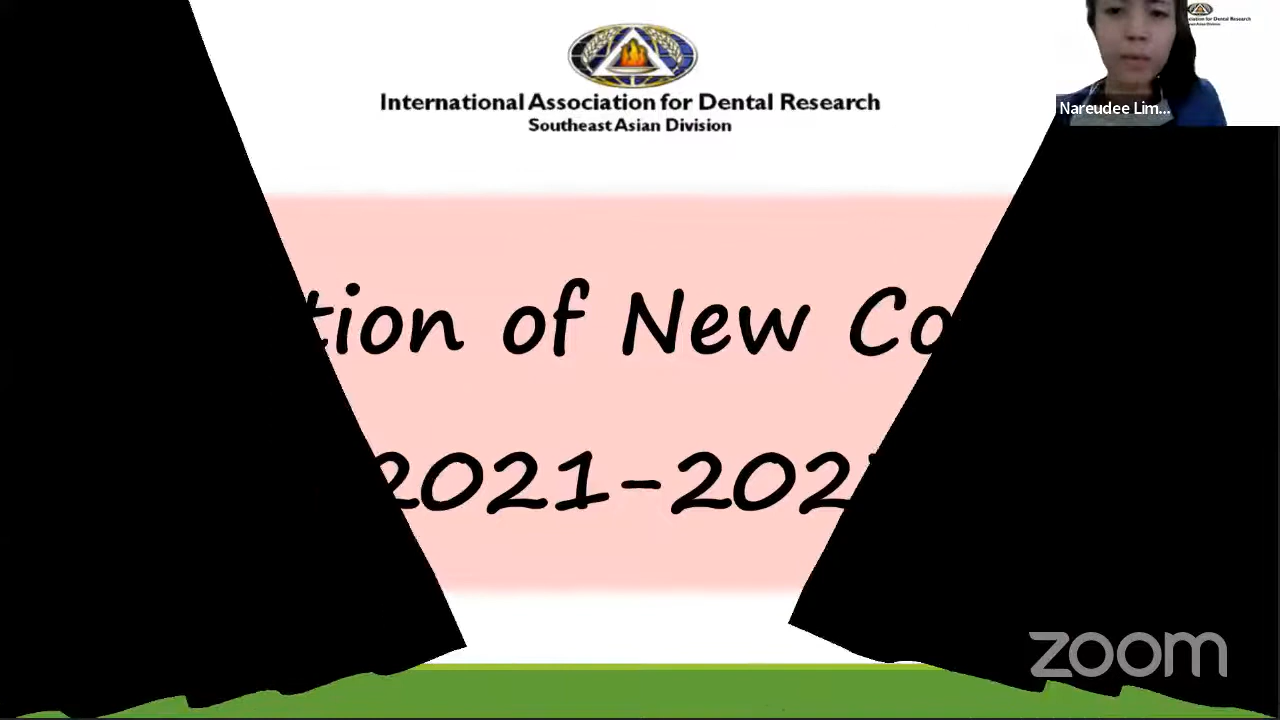 International Association for Dental Research
Southeast Asian Division
Nareudee Lim...
tion of New Co
2021-202
zoom